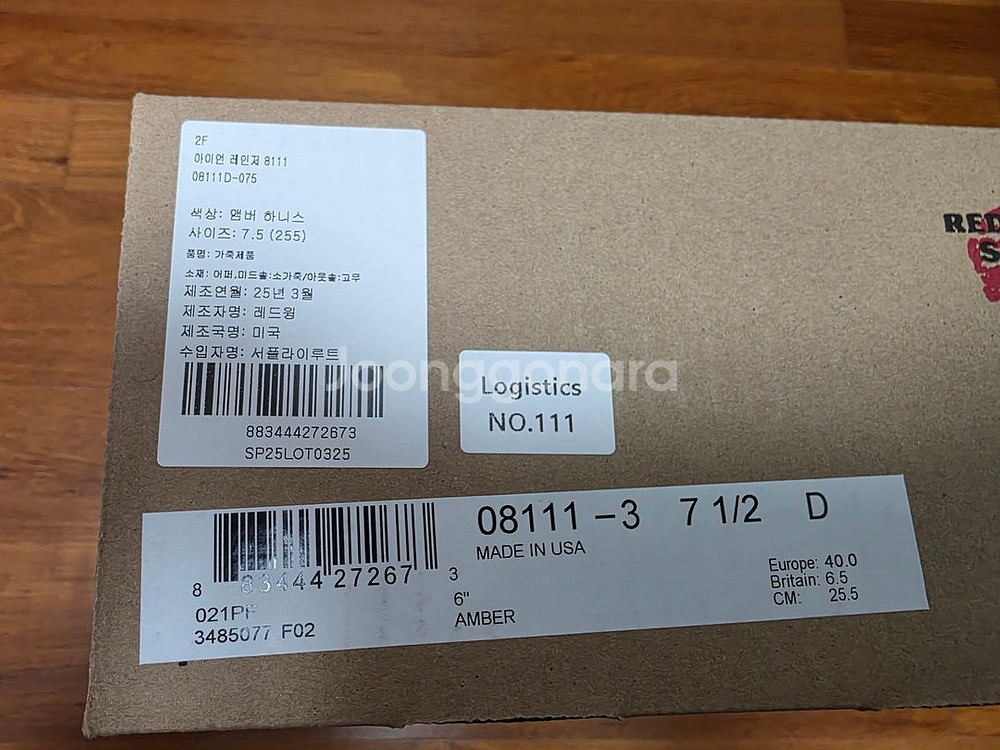 2F
아이언 레인저 8111
08111D-075
색상: 앰버 하니스
사이즈: 7.5 (255)
품명: 가죽제품
소재: 어퍼,미드솔:소가죽/아웃솔:고무
제조연월: 25년 3월
제조자명: 레드윙
제조국명: 미국
수입자명: 서플라이루트
883444272673
SP25LOT0325
Joonggonara
Logistics
NO.111
RED
S
08111 -3 7 1/2 D
MADE IN USA
8 83444 27267 3
021PF
3485077 F02
6"
AMBER
Europe: 40.0
Britain: 6.5
CM: 25.5